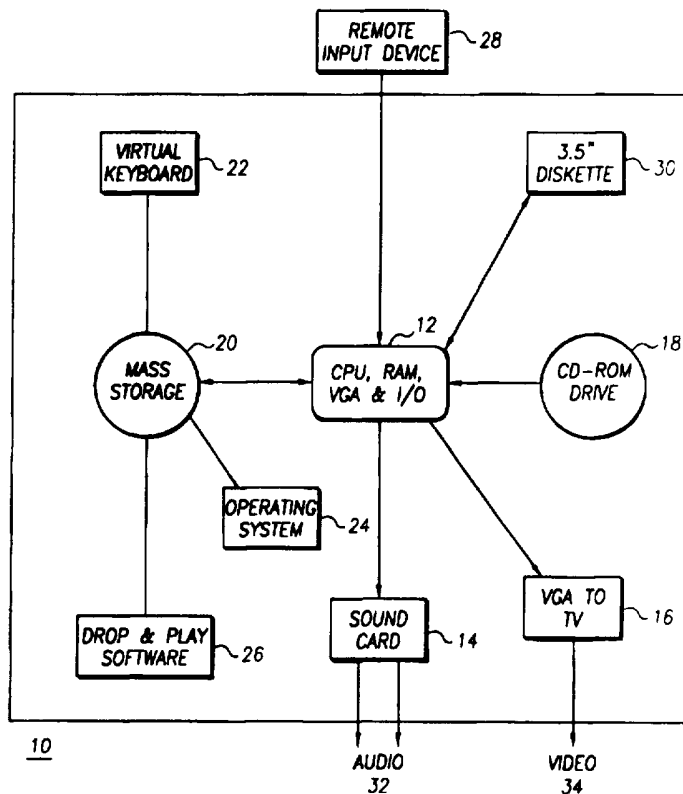 REMOTE
INPUT DEVICE
28
VIRTUAL
KEYBOARD
22
3.5"
DISKETTE
30
12
20
18
MASS
STORAGE
CPU, RAM,
VGA & I/O
CD-ROM
DRIVE
OPERATING
SYSTEM
24
DROP & PLAY
SOFTWARE
26
SOUND
CARD
14
VGA TO
TV
16
10
AUDIO
32
VIDEO
34